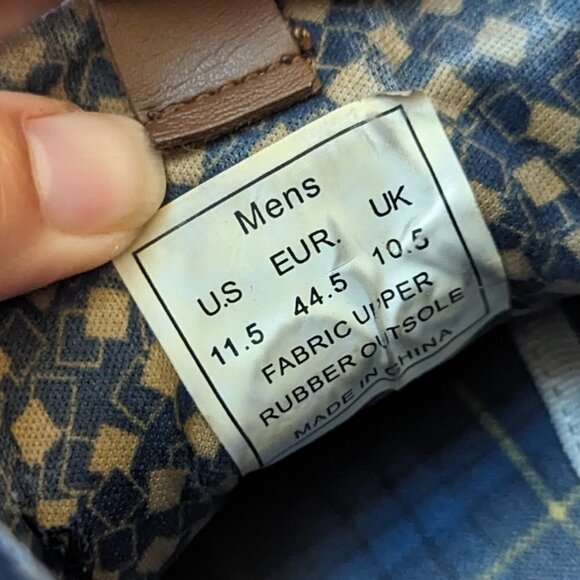 Mens
U.S EUR. UK
11.5 44.5 10.5
FABRIC UPPER
RUBBER OUTSOLE
MADE IN CHINA